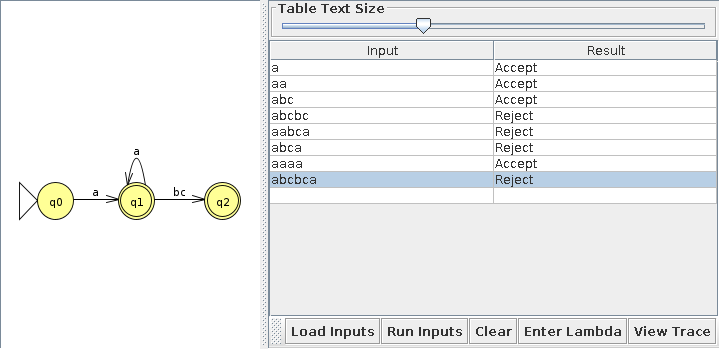 Table Text Size
Input Result
a Accept
aa Accept
abc Accept
abcbc Reject
aabca Reject
abca Reject
aaaa Accept
abcbca Reject
a
q0 a q1 bc q2
Load Inputs Run Inputs Clear Enter Lambda View Trace